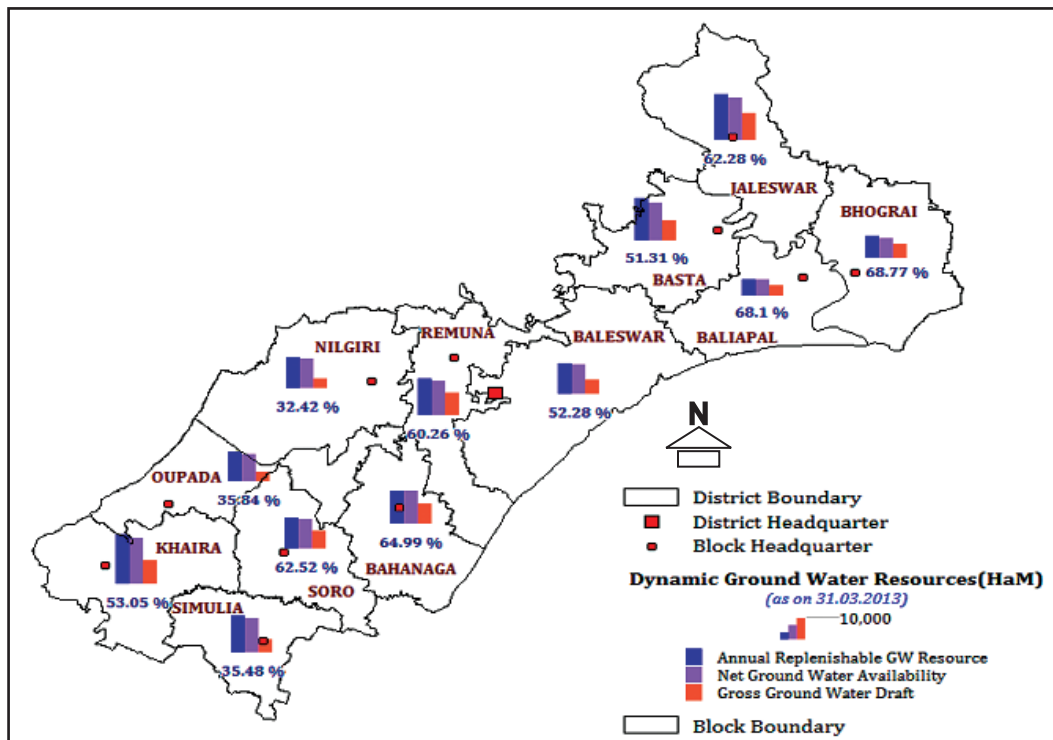 62.28 %
JALESWAR
BHOGRAI
68.77 %
51.31 %
BASTA
68.1 %
BALIAPAL
REMUNA
BALESWAR
NILGIRI
32.42 %
60.26 %
52.28 %
N
OUPADA
35.84 %
District Boundary
District Headquarter
Block Headquarter
KHAIRA
53.05 %
62.52 %
SORO
64.99 %
BAHANAGA
SIMULIA
35.48 %
Dynamic Ground Water Resources(HaM)
(as on 31.03.2013)
10,000
Annual Replenishable GW Resource
Net Ground Water Availability
Gross Ground Water Draft
Block Boundary